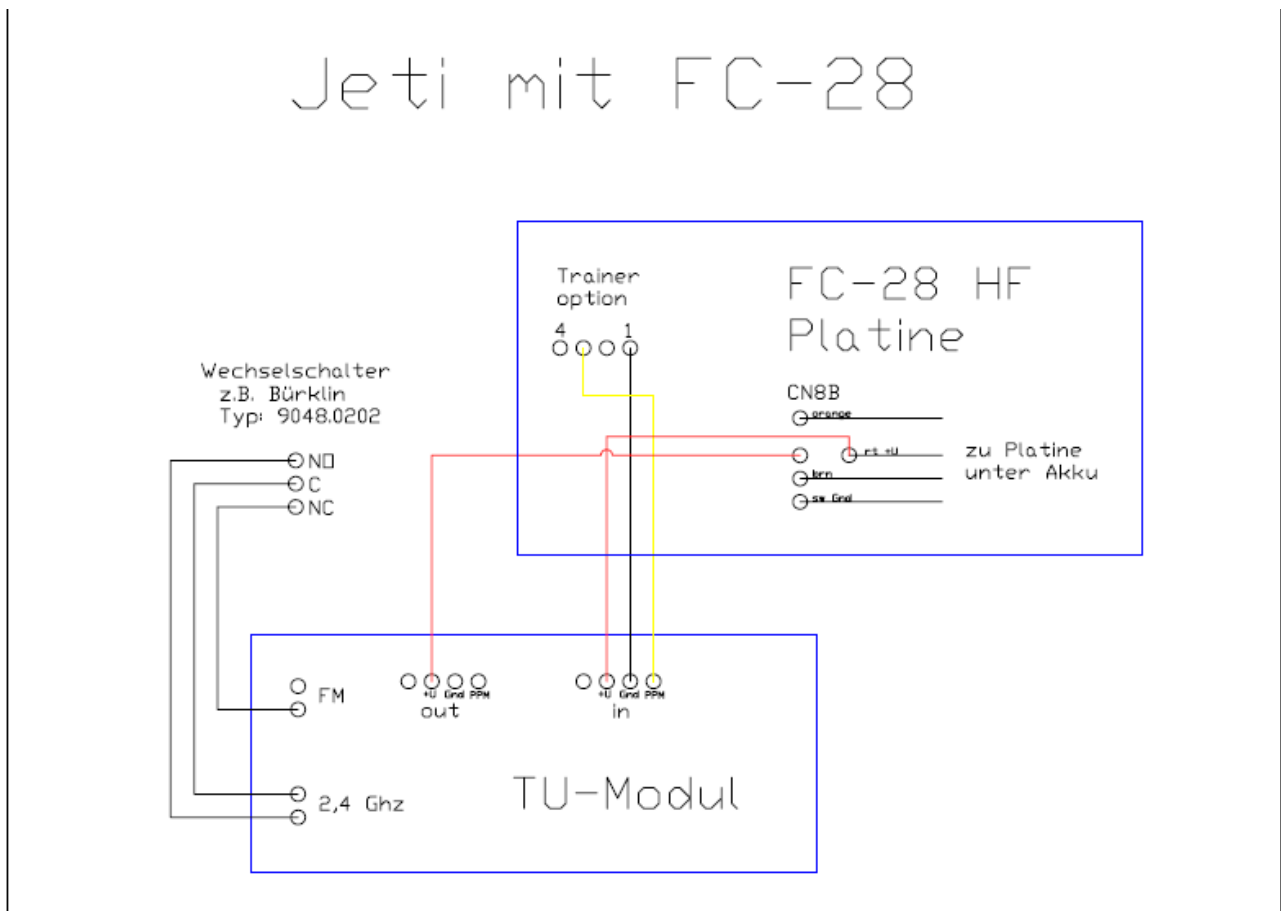 Jeti mit FC-28
Trainer
option
4 1
FC-28 HF
Platine
Wechselschalter
z.B. Bürklin
Typ: 9048.0202
CN8B
orange
rt +U
zu Platine
unter Akku
brn
sw Gnd
NO
C
NC
FM
+U Gnd PPM
out
+U Gnd PPM
in
2,4 Ghz
TU-Modul